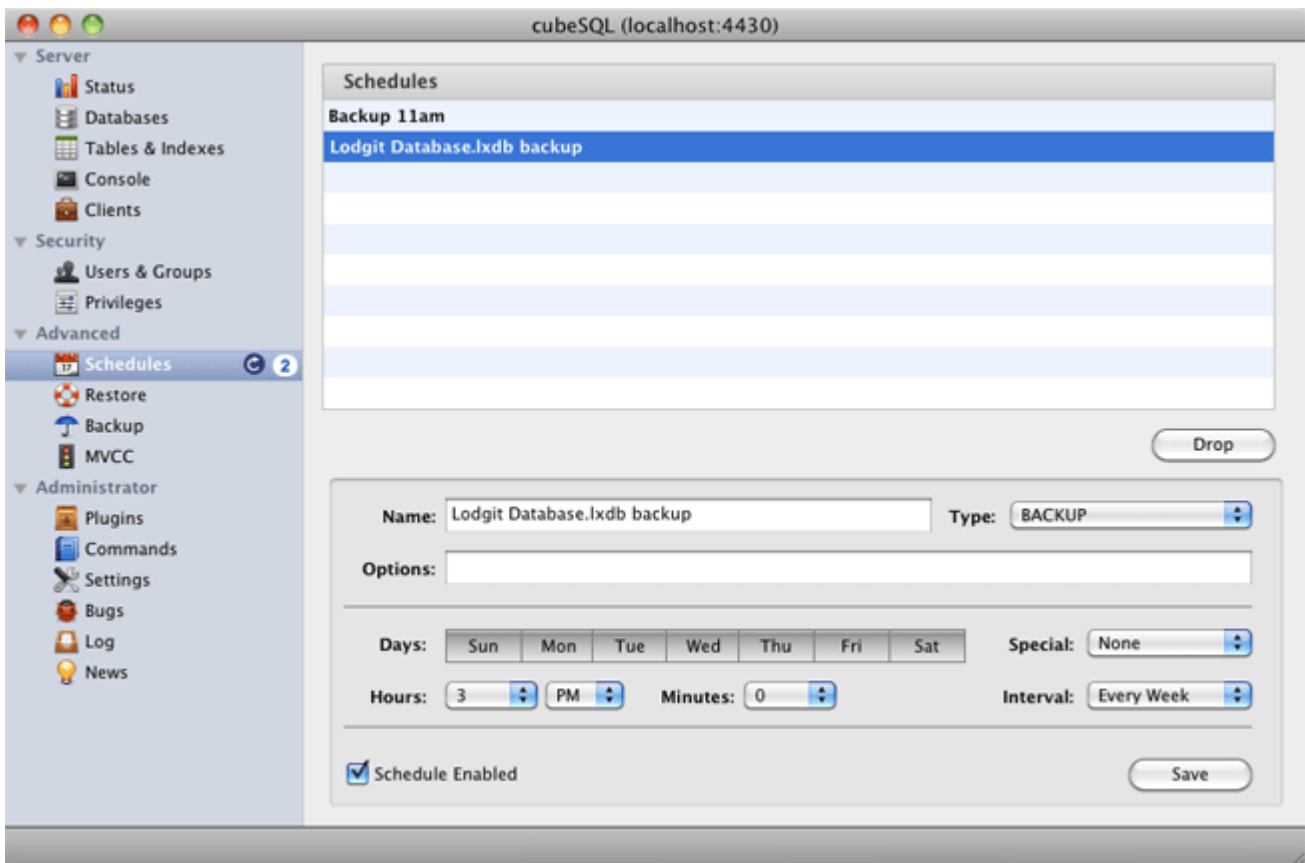 cubeSQL (localhost:4430)
Server
Status
Databases
Tables & Indexes
Console
Clients
Security
Users & Groups
Privileges
Advanced
17 Schedules 2
Restore
Backup
MVCC
Administrator
Plugins
Commands
Settings
Bugs
Log
News
Schedules
Backup 11am
Lodgit Database.lxdb backup
Drop
Name: Lodgit Database.lxdb backup Type: BACKUP
Options:
Days: Sun Mon Tue Wed Thu Fri Sat Special: None
Hours: 3 PM Minutes: 0 Interval: Every Week
Schedule Enabled Save